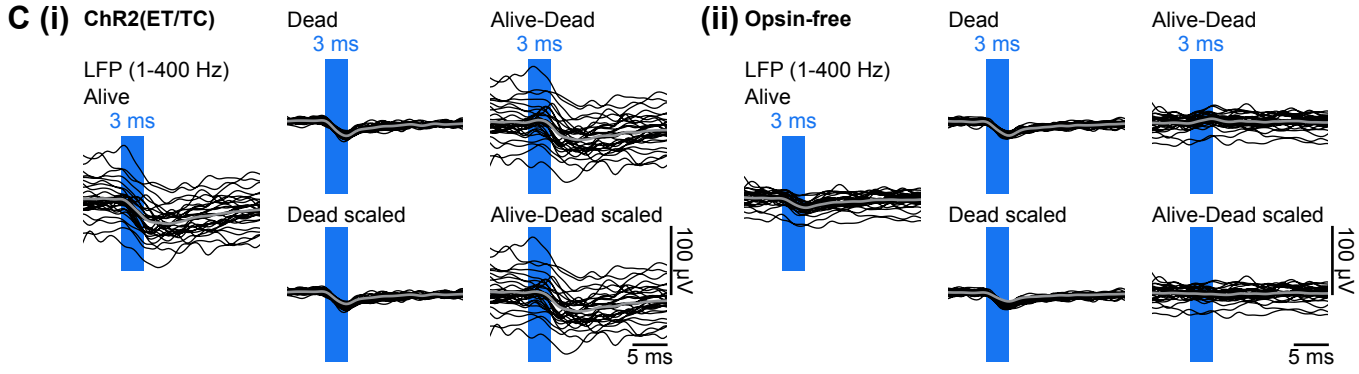 C (i) ChR2(ET/TC)
LFP (1-400 Hz)
Alive
3 ms
Dead
3 ms
Alive-Dead
3 ms
Dead scaled
Alive-Dead scaled
100 µV
5 ms
(ii) Opsin-free
LFP (1-400 Hz)
Alive
3 ms
Dead
3 ms
Alive-Dead
3 ms
Dead scaled
Alive-Dead scaled
100 µV
5 ms